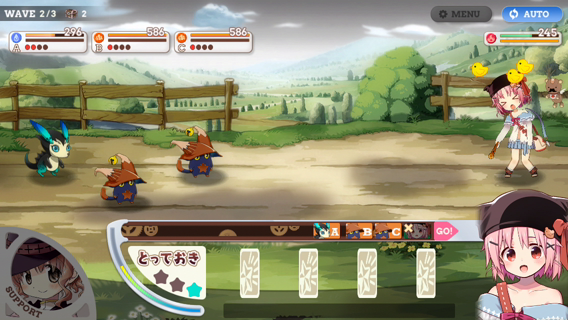 WAVE 2/3 2
MENU
AUTO
296
586
586
245
A
B
C
A
B
C
GO!
とっておき
SUPPORT